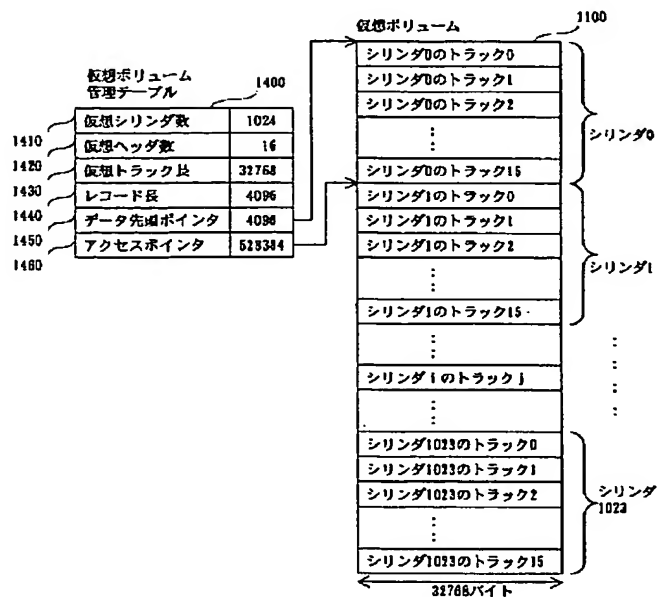 仮想ボリューム
1100
仮想ボリューム
管理テーブル
1400
仮想シリンダ数 1024
1410
仮想ヘッダ数 16
1420
仮想トラック長 32768
1430
レコード長 4096
1440
データ先頭ポインタ 4096
1450
アクセスポインタ 528384
1460
シリンダ0のトラック0
シリンダ0のトラック1
シリンダ0のトラック2
⋮
シリンダ0のトラック15
シリンダ0
シリンダ1のトラック0
シリンダ1のトラック1
シリンダ1のトラック2
⋮
シリンダ1のトラック15
シリンダ1
⋮
シリンダiのトラックj
⋮
シリンダ1023のトラック0
シリンダ1023のトラック1
シリンダ1023のトラック2
⋮
シリンダ1023のトラック15
シリンダ
1023
32768バイト